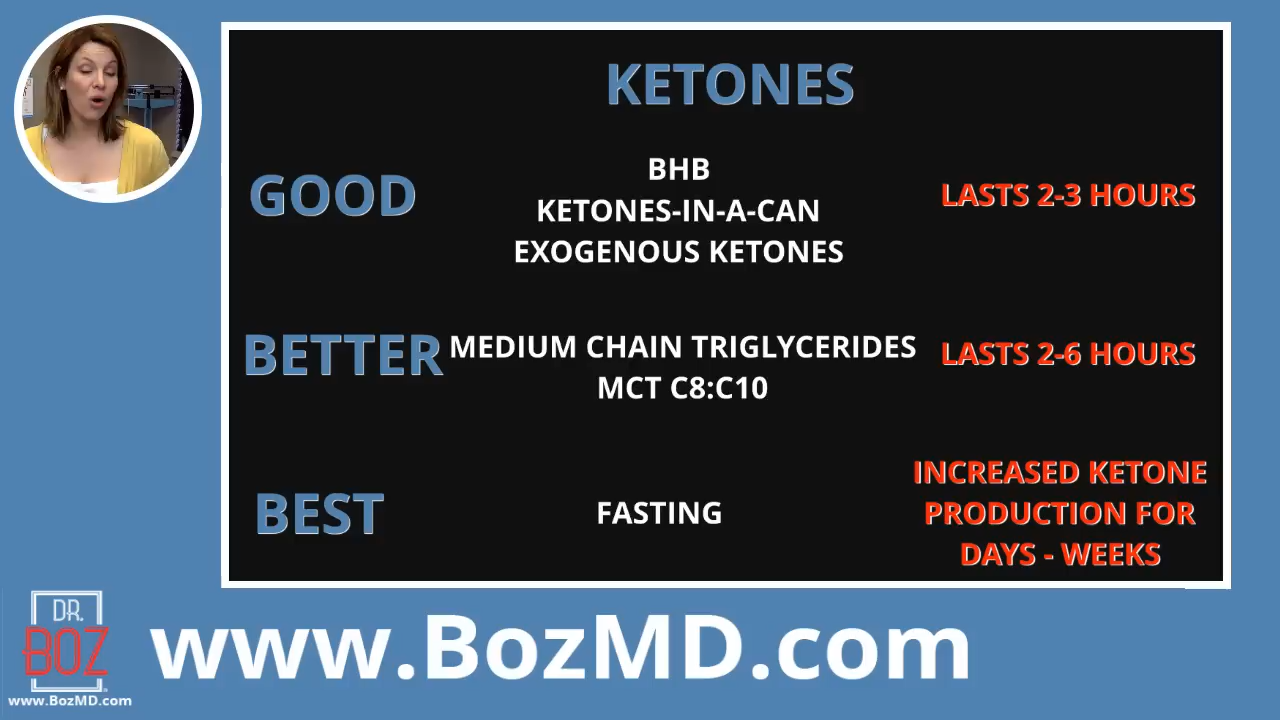 KETONES
GOOD
BHB
KETONES-IN-A-CAN
EXOGENOUS KETONES
LASTS 2-3 HOURS
BETTER
MEDIUM CHAIN TRIGLYCERIDES
MCT C8:C10
LASTS 2-6 HOURS
BEST
FASTING
INCREASED KETONE
PRODUCTION FOR
DAYS - WEEKS
DR.
BOZ
www.BozMD.com
www.BozMD.com